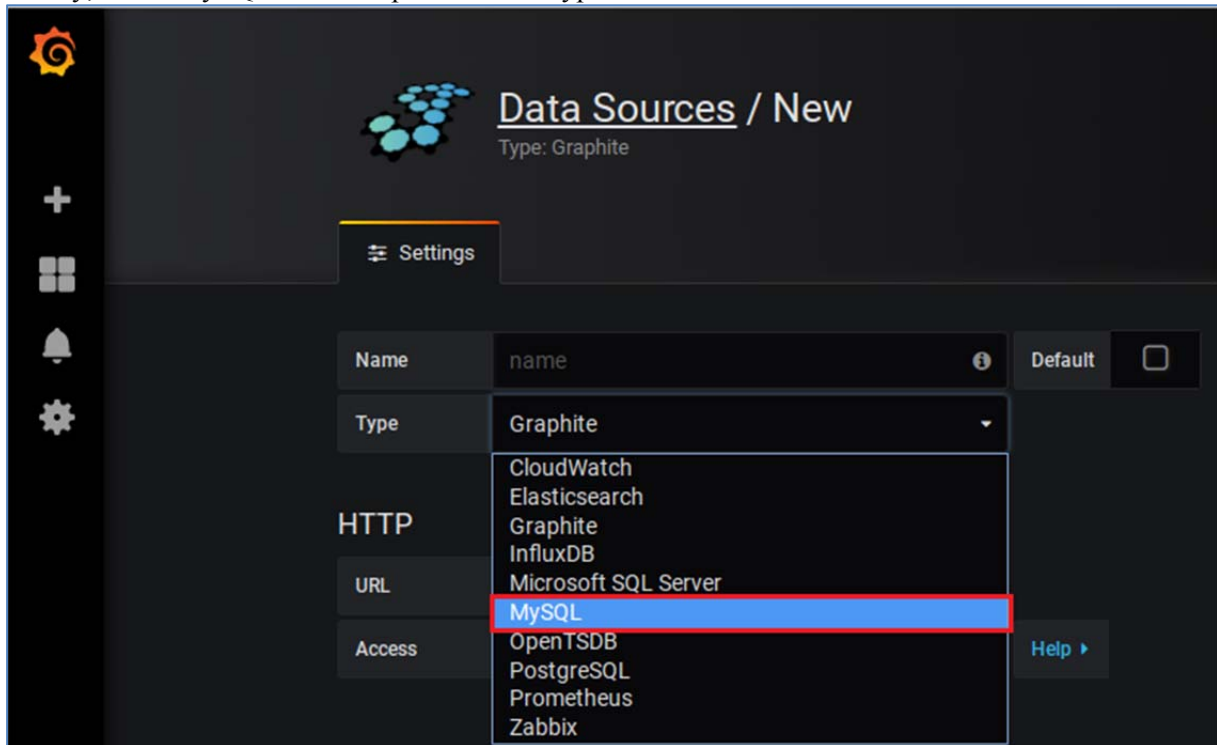 Data Sources / New
Type: Graphite
Settings
Name name Default
Type Graphite
CloudWatch
Elasticsearch
HTTP Graphite
InfluxDB
URL Microsoft SQL Server
MySQL
Access OpenTSDB Help
PostgreSQL
Prometheus
Zabbix